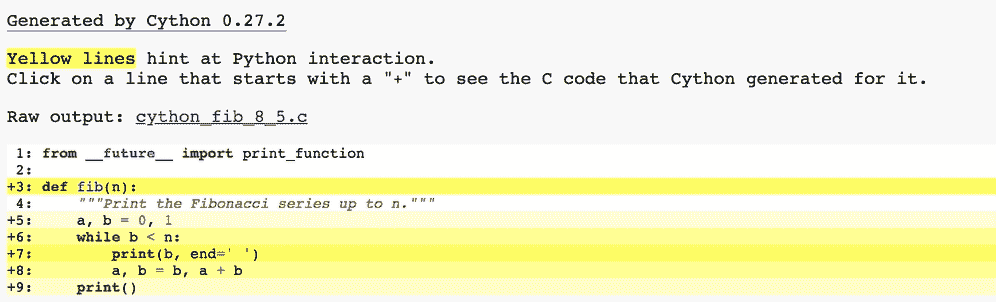 Generated by Cython 0.27.2
Yellow lines hint at Python interaction.
Click on a line that starts with a "+" to see the C code that Cython generated for it.
Raw output: cython_fib_8_5.c
 1: from __future__ import print_function
 2:
+3: def fib(n):
 4:     """Print the Fibonacci series up to n."""
+5:     a, b = 0, 1
+6:     while b < n:
+7:         print(b, end=' ')
+8:         a, b = b, a + b
+9:     print()